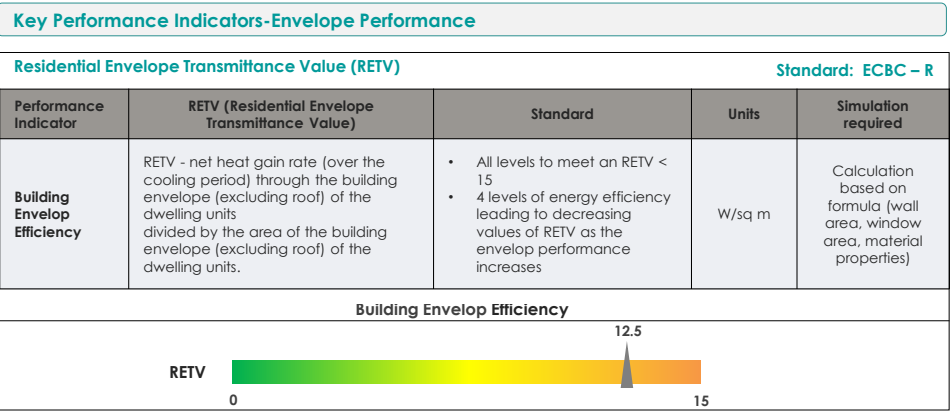 Key Performance Indicators-Envelope Performance
Residential Envelope Transmittance Value (RETV)
Standard: ECBC – R
Performance
Indicator
RETV (Residential Envelope
Transmittance Value)
Standard
Units
Simulation
required
Building
Envelop
Efficiency
RETV - net heat gain rate (over the
cooling period) through the building
envelope (excluding roof) of the
dwelling units
divided by the area of the building
envelope (excluding roof) of the
dwelling units.
• All levels to meet an RETV <
15
• 4 levels of energy efficiency
leading to decreasing
values of RETV as the
envelop performance
increases
W/sq m
Calculation
based on
formula (wall
area, window
area, material
properties)
Building Envelop Efficiency
12.5
RETV
0
15